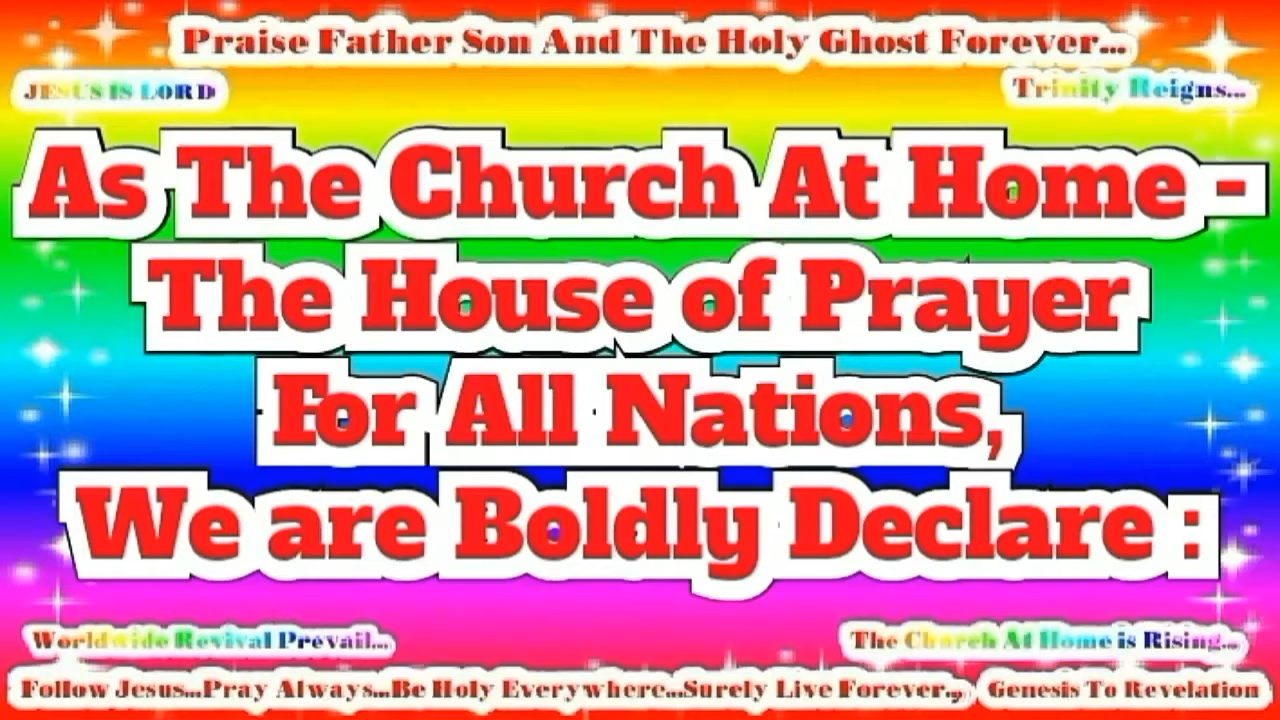 Praise Father Son And The Holy Ghost Forever...
JESUS IS LORD
Trinity Reigns...
As The Church At Home -
The House of Prayer
For All Nations,
We are Boldly Declare :
Worldwide Revival Prevail...
The Church At Home is Rising...
Follow Jesus...Pray Always...Be Holy Everywhere...Surely Live Forever.,, Genesis To Revelation